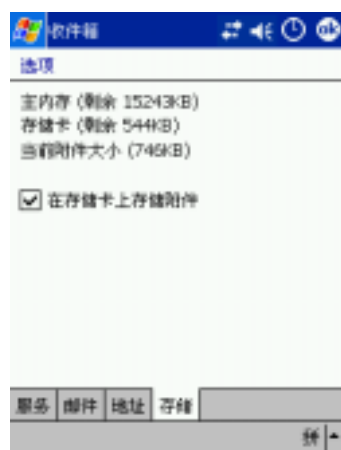 收件箱
ok
选项
主内存 (剩余 15243KB)
存储卡 (剩余 544KB)
当前附件大小 (746KB)
在存储卡上存储附件
服务 邮件 地址 存储
拼